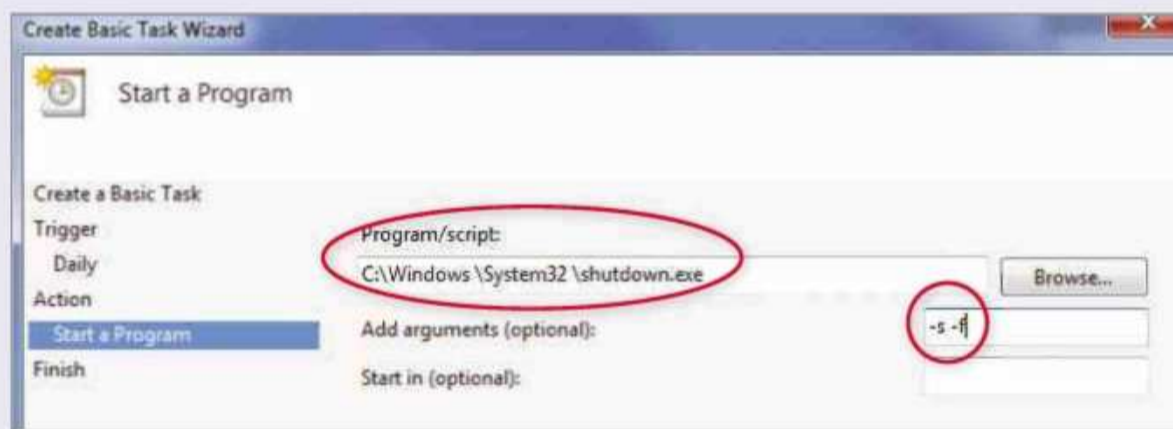 Create Basic Task Wizard
Start a Program
Create a Basic Task
Trigger
Daily
Action
Start a Program
Finish
Program/script:
C:\Windows \System32 \shutdown.exe
Browse...
Add arguments (optional):
-s -f
Start in (optional):